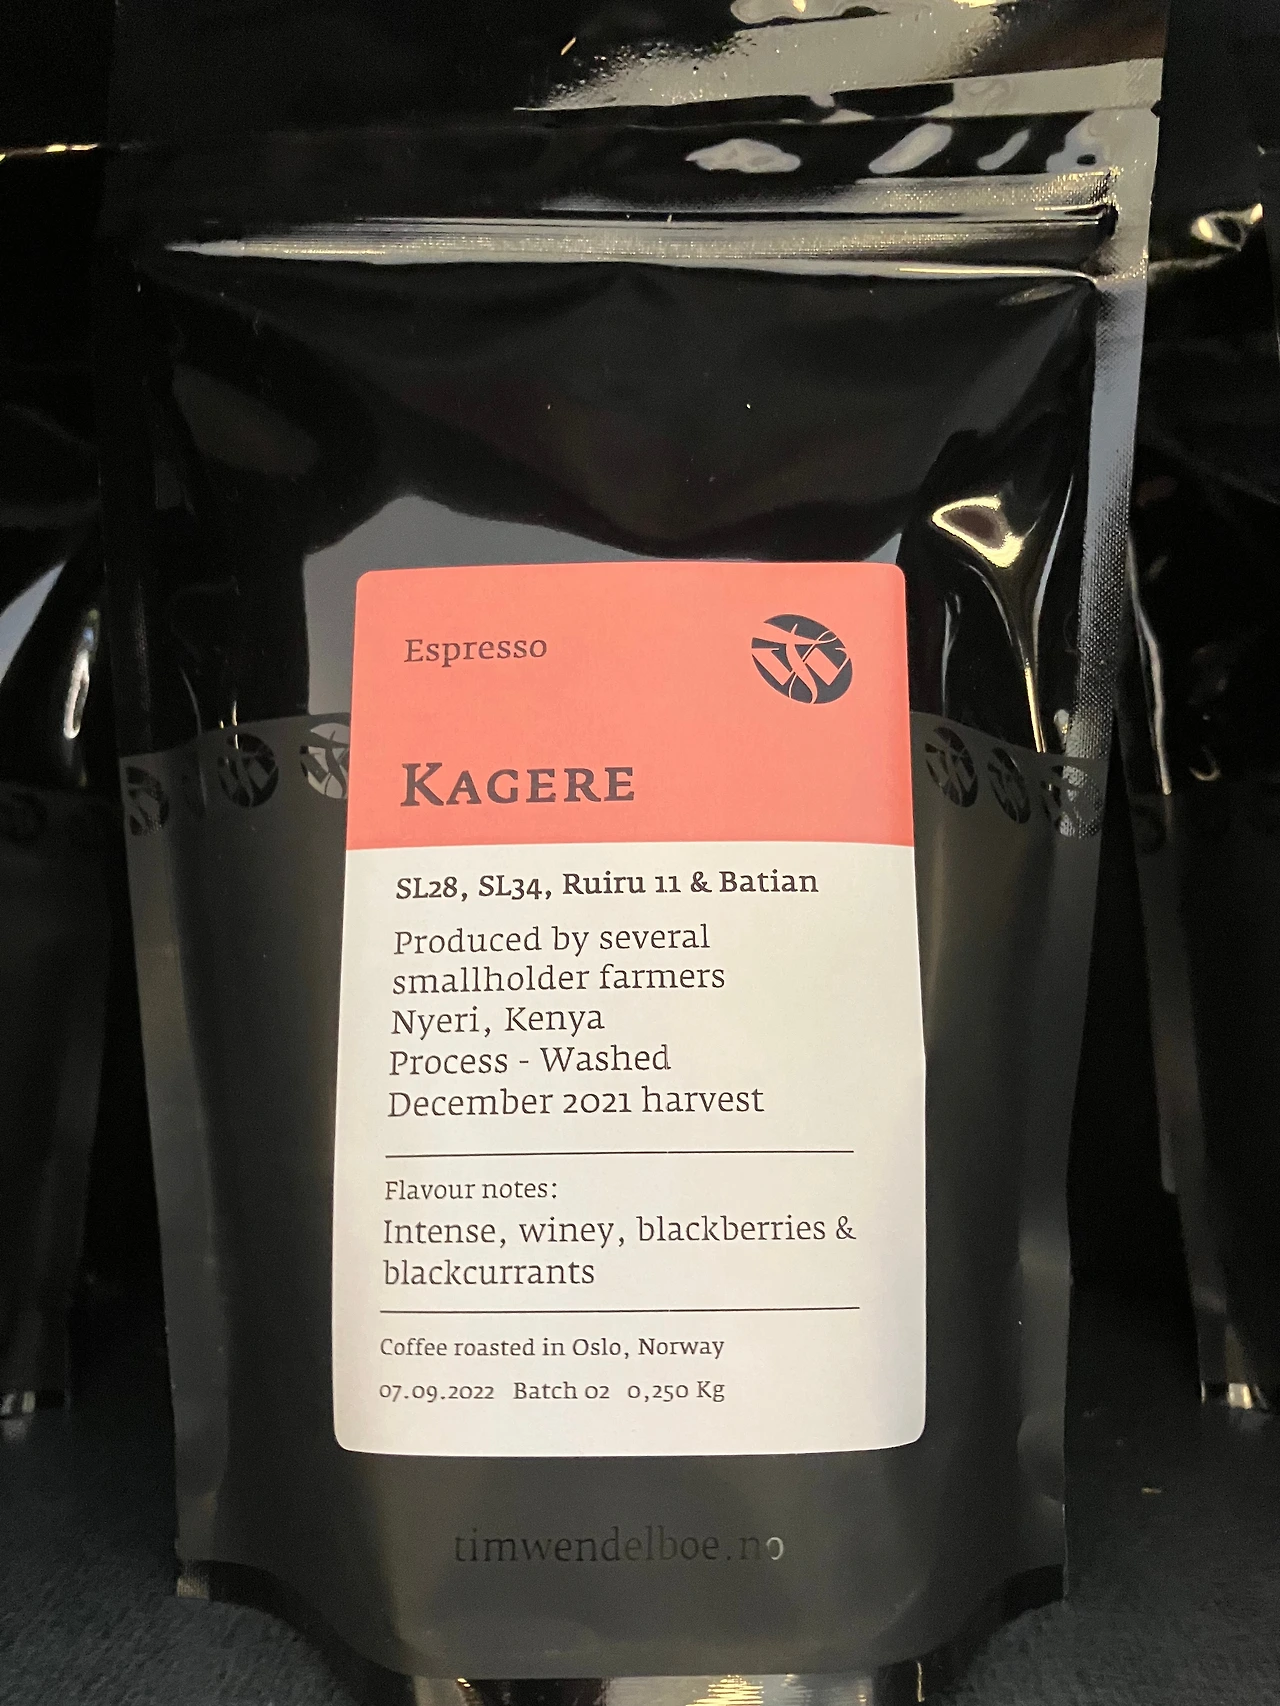 Espresso
KAGERE
SL28, SL34, Ruiru 11 & Batian
Produced by several
smallholder farmers
Nyeri, Kenya
Process - Washed
December 2021 harvest
Flavour notes:
Intense, winey, blackberries &
blackcurrants
Coffee roasted in Oslo, Norway
07.09.2022 Batch 02 0,250 Kg
timwendelboe.no